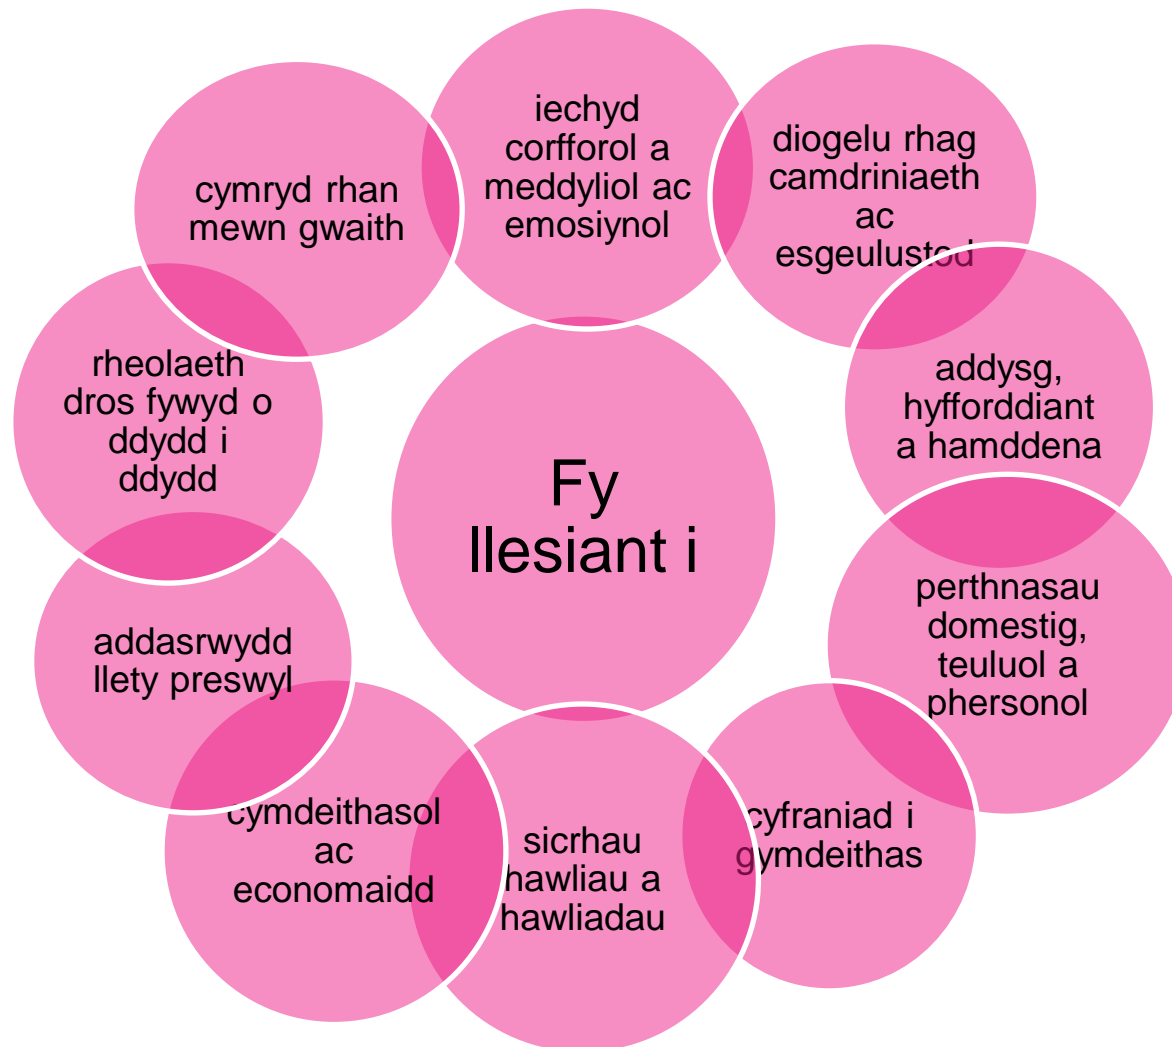 iechyd
corfforol a
meddyliol ac
emosiynol
diogelu rhag
camdriniaeth
ac
esgeulustod
addysg,
hyfforddiant
a hamddena
perthnasau
domestig,
teuluol a
phersonol
cyfraniad i
gymdeithas
sicrhau
hawliau a
hawliadau
cymdeithasol
ac
economaidd
addasrwydd
llety preswyl
rheolaeth
dros fywyd o
ddydd i
ddydd
cymryd rhan
mewn gwaith
Fy
llesiant i